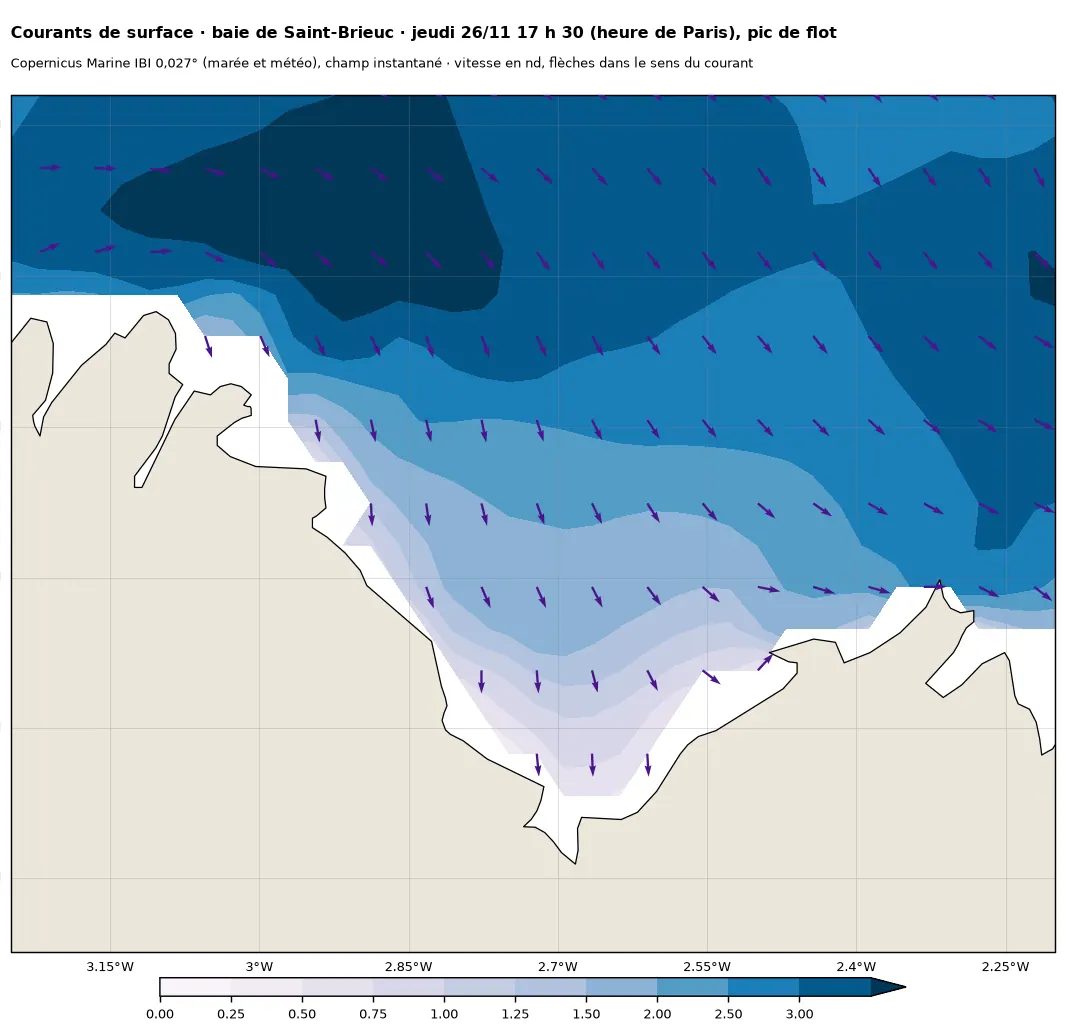 Courants de surface · baie de Saint-Brieuc · jeudi 26/11 17 h 30 (heure de Paris), pic de flot
Copernicus Marine IBI 0,027° (marée et météo), champ instantané · vitesse en nd, flèches dans le sens du courant
3.15°W 3°W 2.85°W 2.7°W 2.55°W 2.4°W 2.25°W
0.00 0.25 0.50 0.75 1.00 1.25 1.50 2.00 2.50 3.00